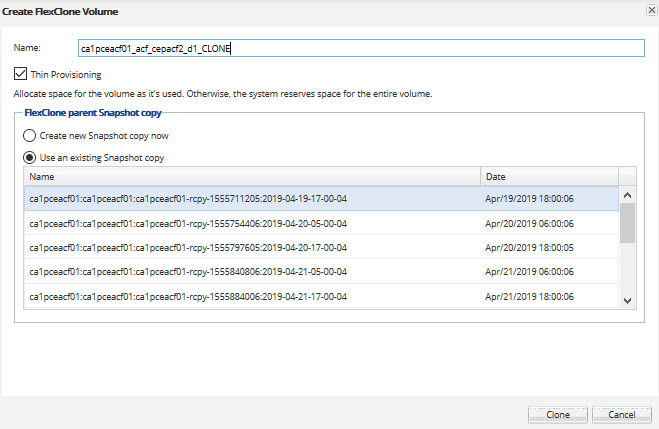 Create FlexClone Volume
Name: ca1pceacf01_acf_cepacf2_d1_CLONE
Thin Provisioning
Allocate space for the volume as it's used. Otherwise, the system reserves space for the entire volume.
FlexClone parent Snapshot copy
Create new Snapshot copy now
Use an existing Snapshot copy
Name Date
ca1pceacf01:ca1pceacf01:ca1pceacf01-rcpy-1555711205:2019-04-19-17-00-04 Apr/19/2019 18:00:06
ca1pceacf01:ca1pceacf01:ca1pceacf01-rcpy-1555754406:2019-04-20-05-00-04 Apr/20/2019 06:00:06
ca1pceacf01:ca1pceacf01:ca1pceacf01-rcpy-1555797605:2019-04-20-17-00-04 Apr/20/2019 18:00:05
ca1pceacf01:ca1pceacf01:ca1pceacf01-rcpy-1555840806:2019-04-21-05-00-04 Apr/21/2019 06:00:06
ca1pceacf01:ca1pceacf01:ca1pceacf01-rcpy-1555884006:2019-04-21-17-00-04 Apr/21/2019 18:00:06
Clone Cancel